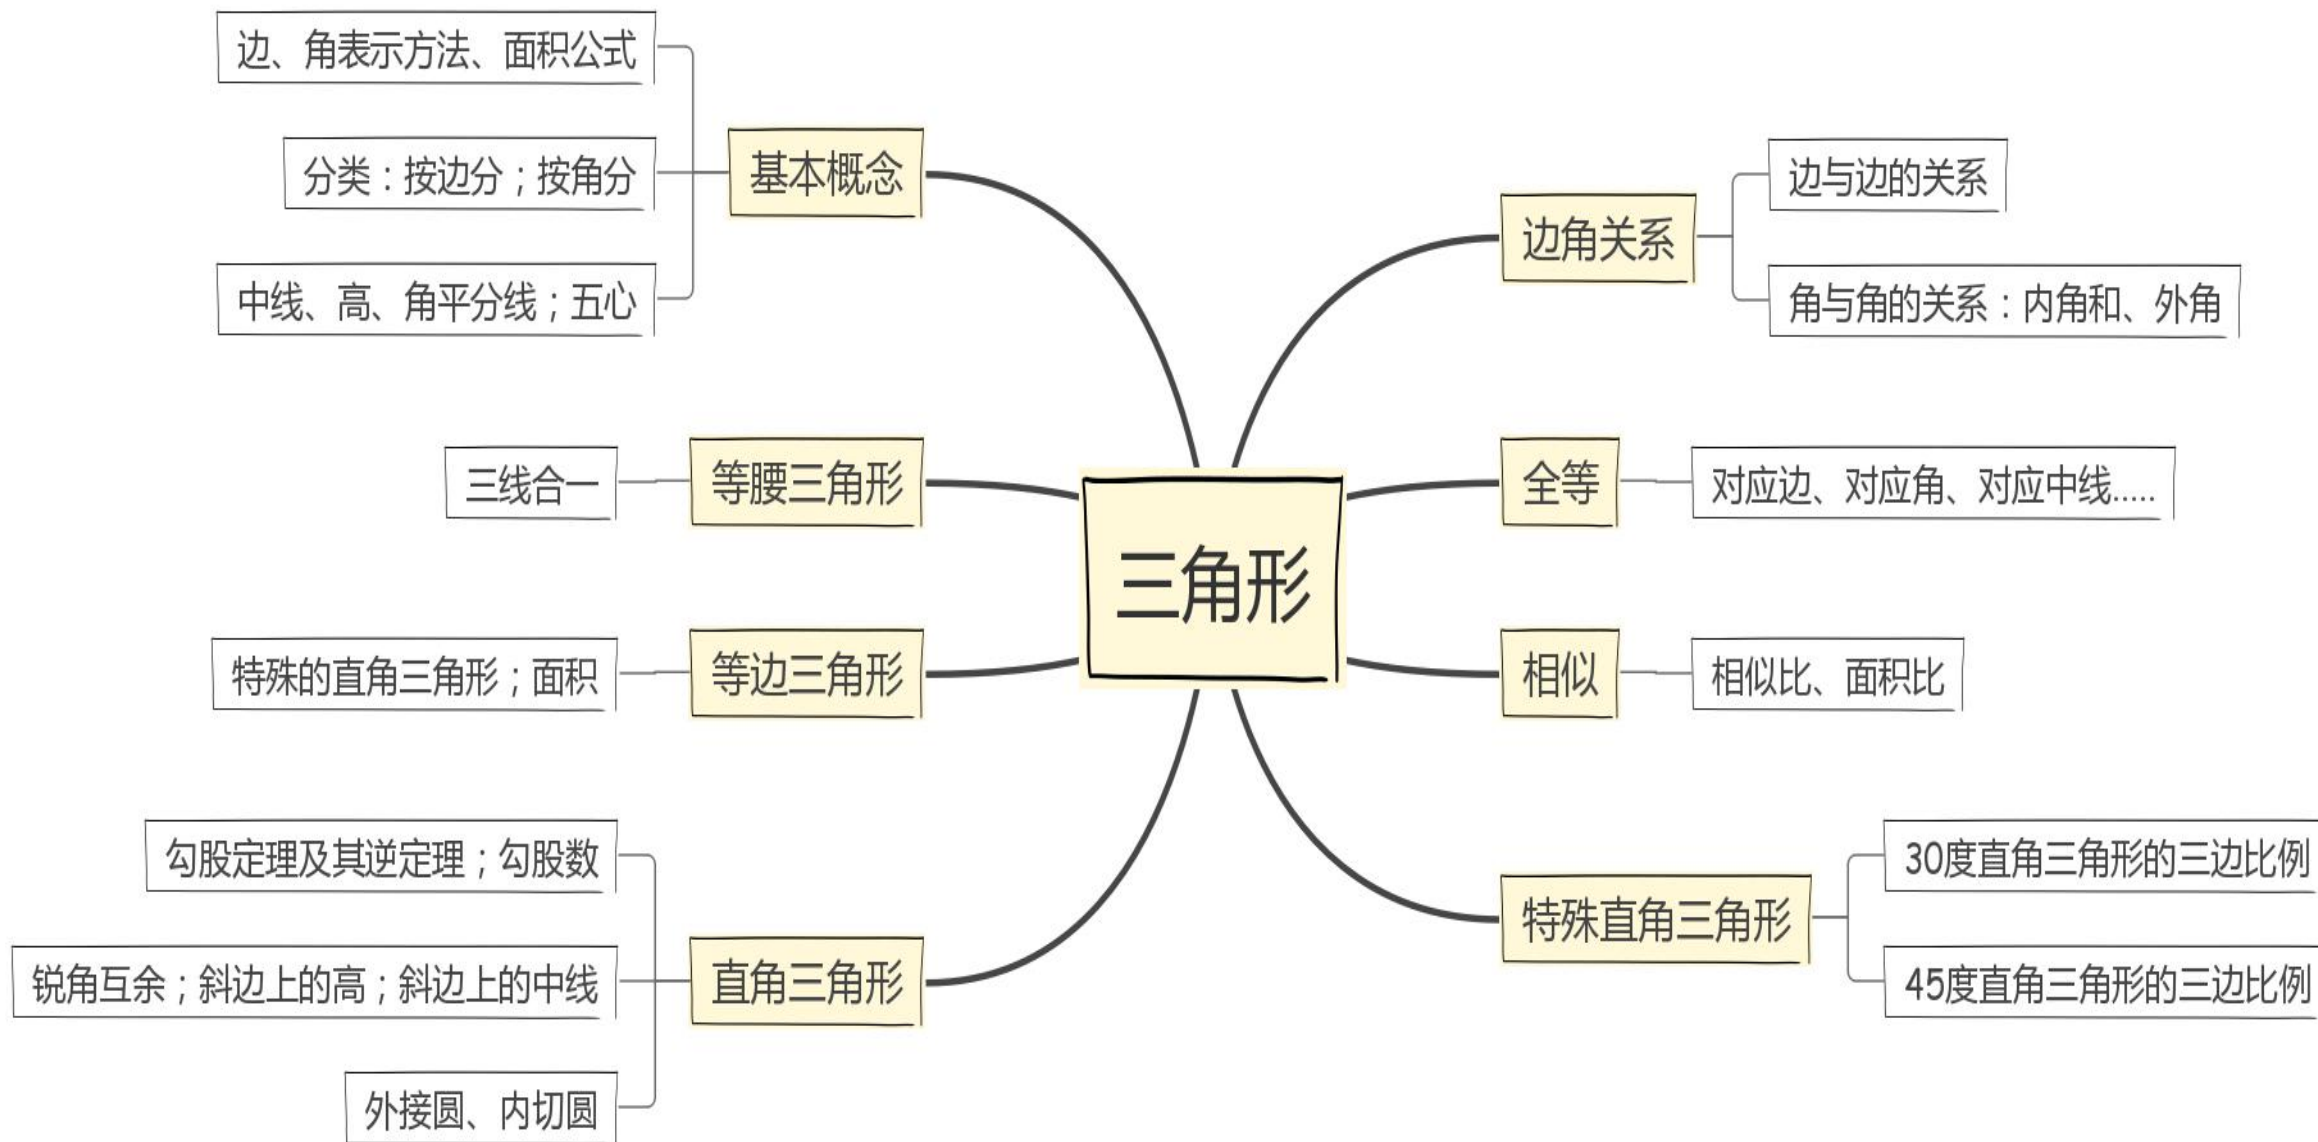 三角形
基本概念
边、角表示方法、面积公式
分类：按边分；按角分
中线、高、角平分线；五心
等腰三角形
三线合一
等边三角形
特殊的直角三角形；面积
直角三角形
勾股定理及其逆定理；勾股数
锐角互余；斜边上的高；斜边上的中线
外接圆、内切圆
边角关系
边与边的关系
角与角的关系：内角和、外角
全等
对应边、对应角、对应中线.....
相似
相似比、面积比
特殊直角三角形
30度直角三角形的三边比例
45度直角三角形的三边比例